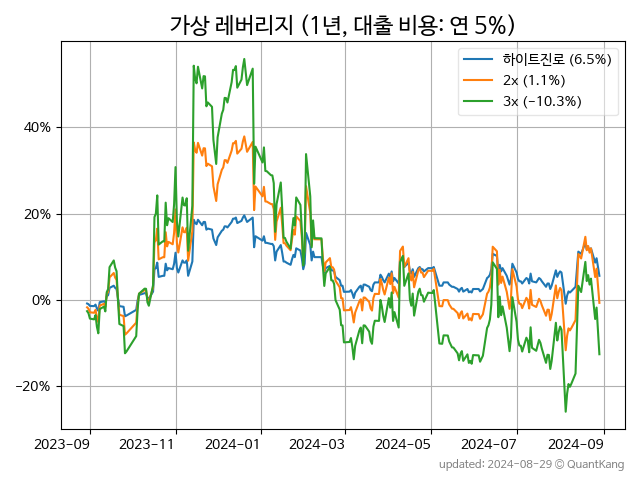 가상 레버리지 (1년, 대출 비용: 연 5%)
하이트진로 (6.5%)
2x (1.1%)
3x (−10.3%)
40%
20%
0%
−20%
2023-09 2023-11 2024-01 2024-03 2024-05 2024-07 2024-09
updated: 2024-08-29 © QuantKang